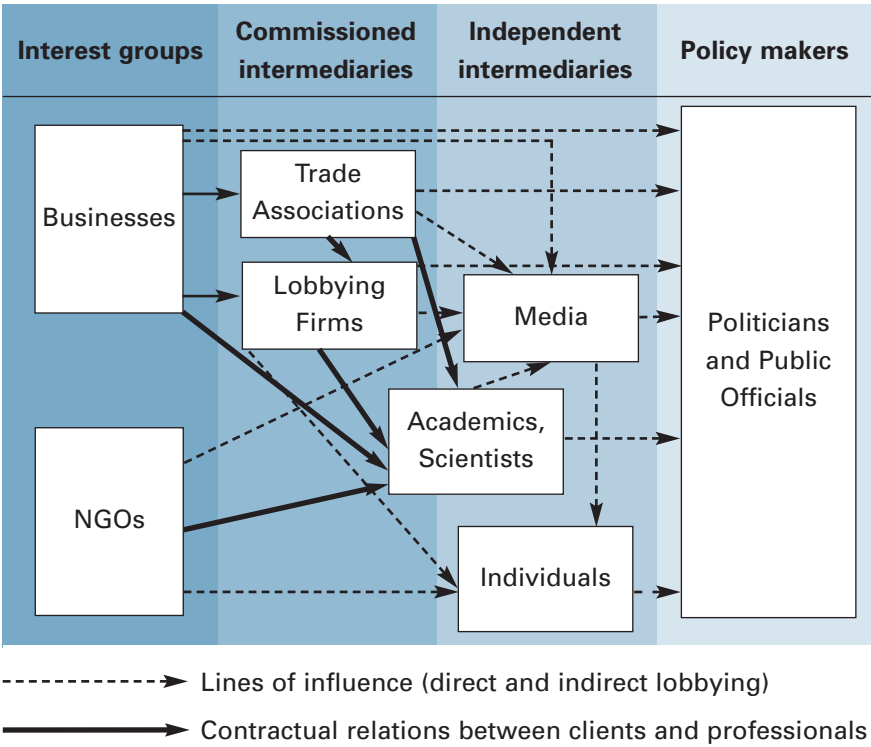 Interest groups
Commissioned
intermediaries
Independent
intermediaries
Policy makers
Businesses
Trade
Associations
Lobbying
Firms
Media
Politicians
and Public
Officials
Academics,
Scientists
NGOs
Individuals
Lines of influence (direct and indirect lobbying)
Contractual relations between clients and professionals